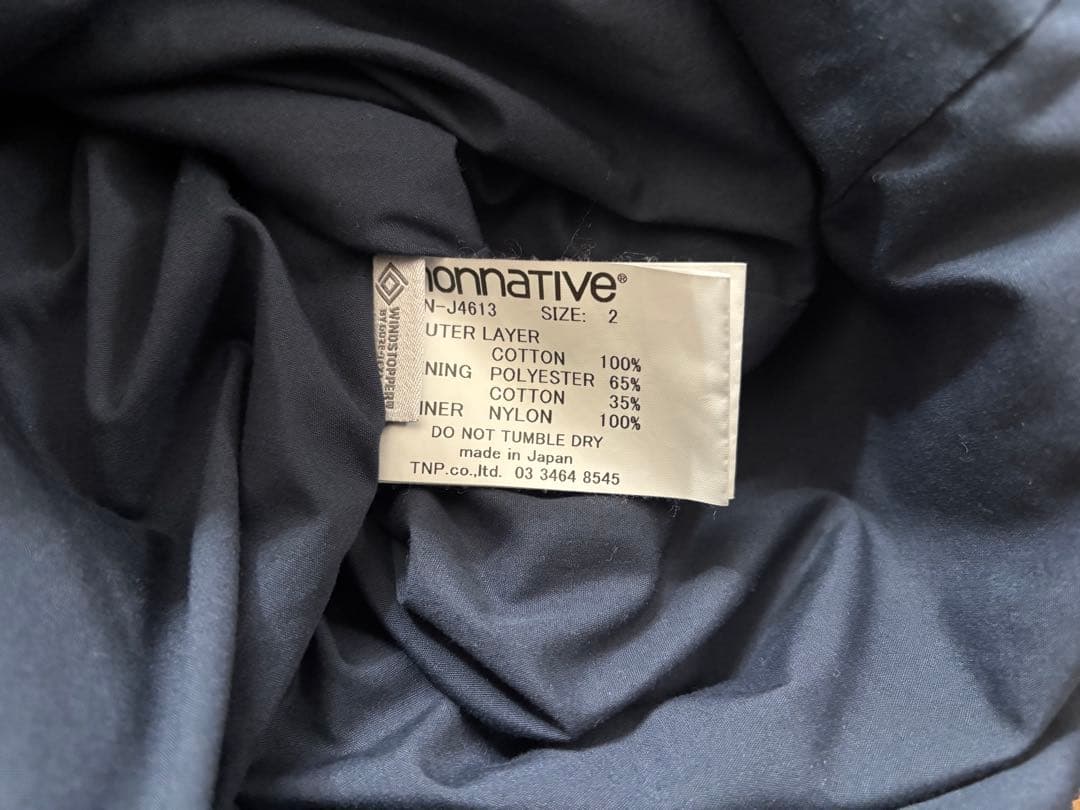 nonnative®
N-J4613 SIZE: 2
UTER LAYER
COTTON 100%
NING POLYESTER 65%
COTTON 35%
INER NYLON 100%
DO NOT TUMBLE DRY
made in Japan
TNP.co.,ltd. 03 3464 8545
WINDSTOPPER®